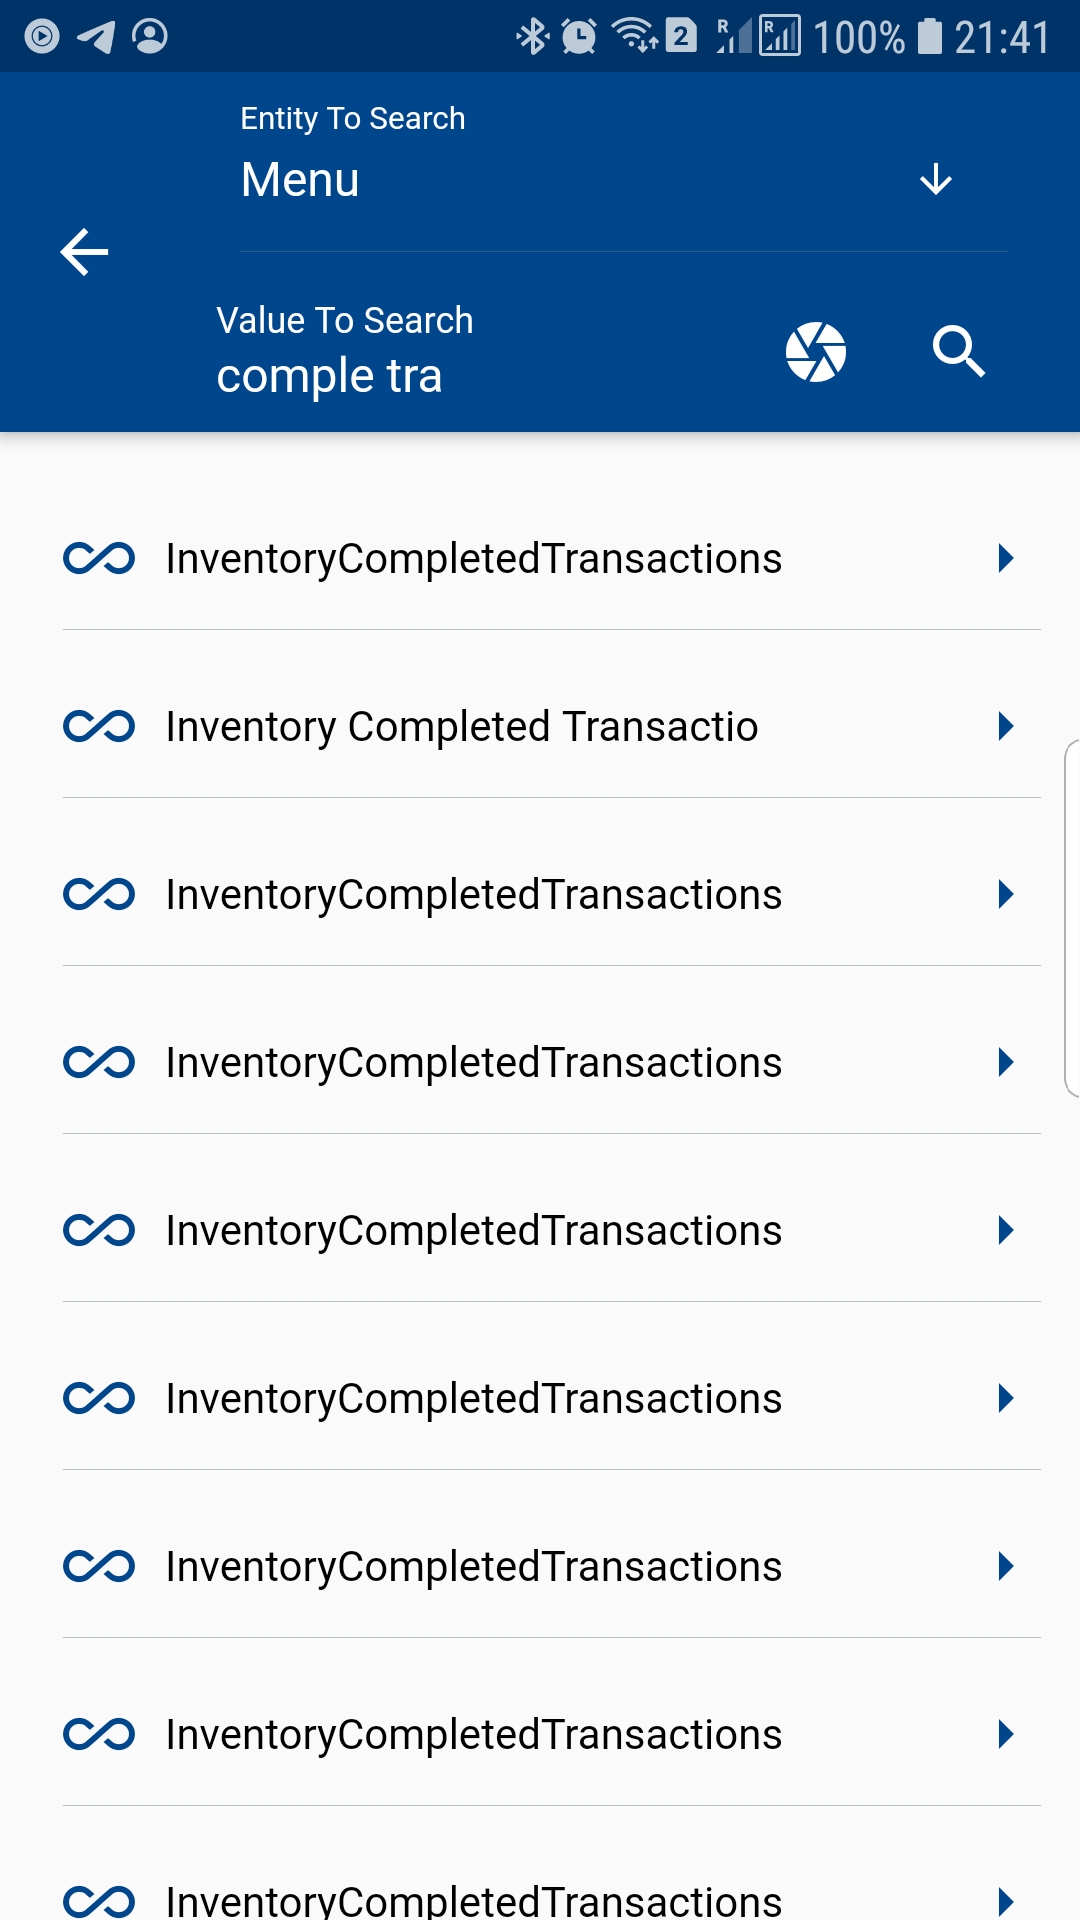 2 R R 100% 21:41
Entity To Search
Menu
Value To Search
comple tra
InventoryCompletedTransactions
Inventory Completed Transactio
InventoryCompletedTransactions
InventoryCompletedTransactions
InventoryCompletedTransactions
InventoryCompletedTransactions
InventoryCompletedTransactions
InventoryCompletedTransactions
InventoryCompletedTransactions